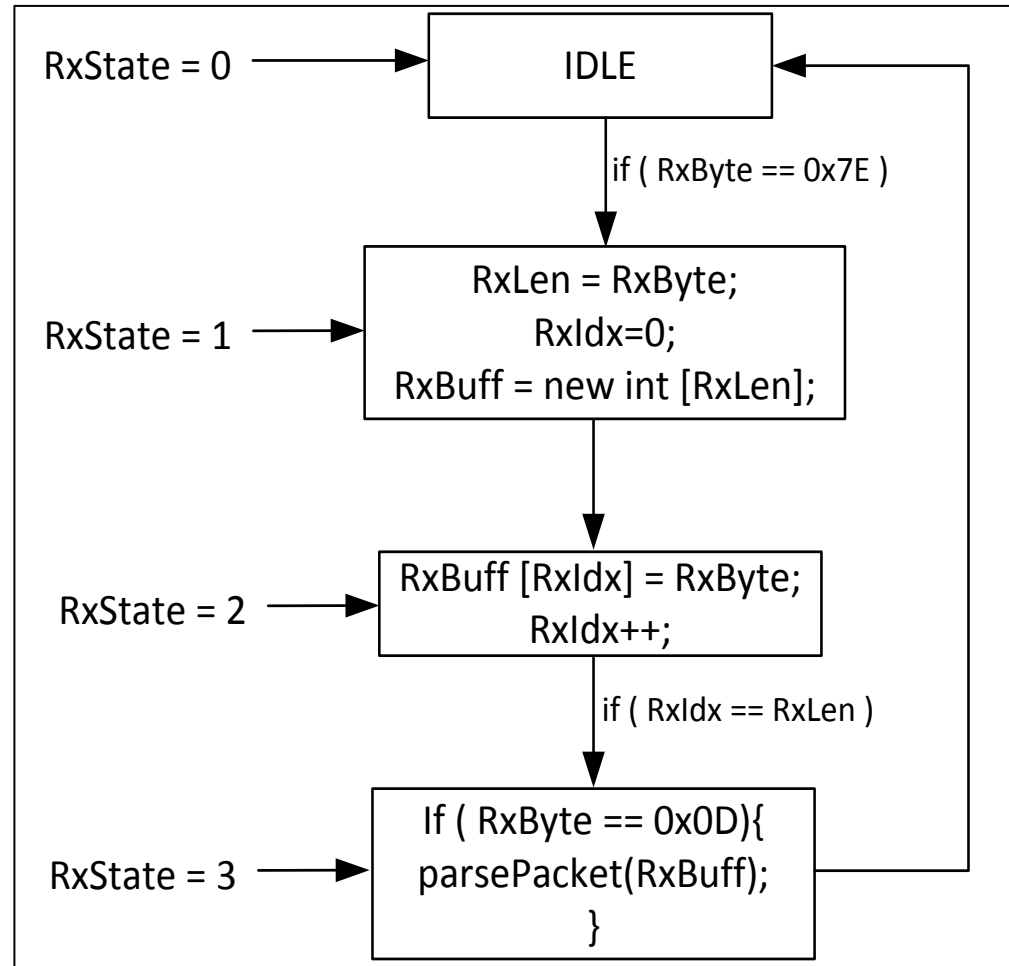 RxState = 0
IDLE
if ( RxByte == 0x7E )
RxState = 1
RxLen = RxByte;
RxIdx=0;
RxBuff = new int [RxLen];
RxState = 2
RxBuff [RxIdx] = RxByte;
RxIdx++;
if ( RxIdx == RxLen )
RxState = 3
If ( RxByte == 0x0D){
parsePacket(RxBuff);
}